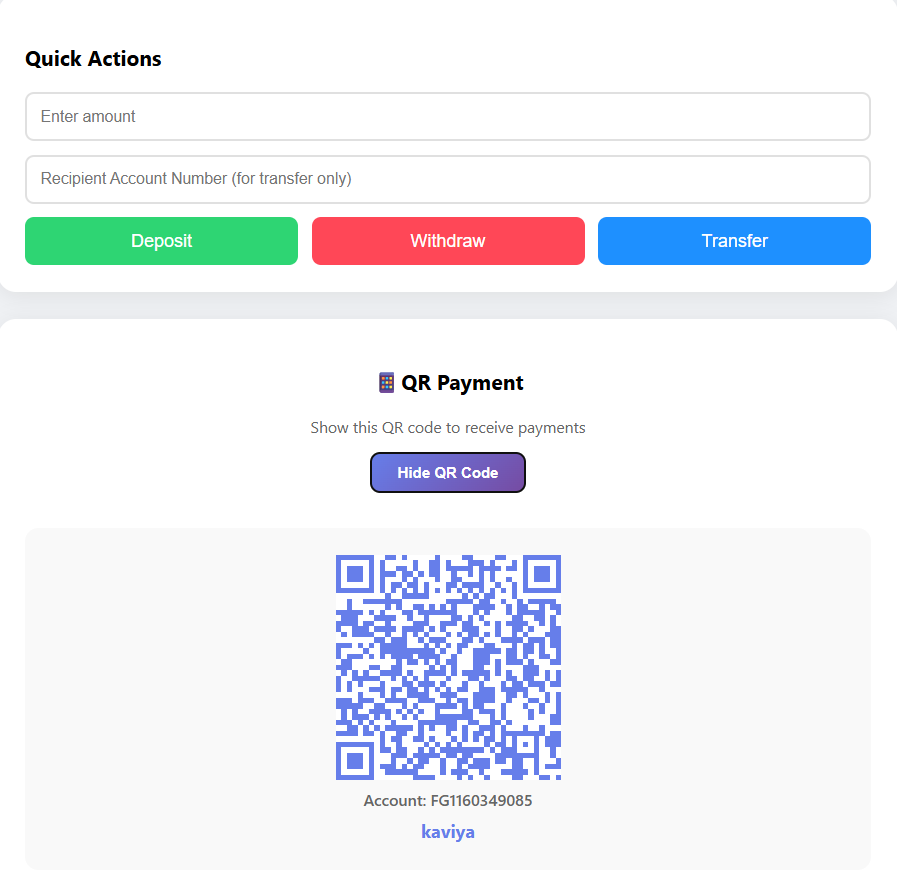 Quick Actions
Enter amount
Recipient Account Number (for transfer only)
Deposit Withdraw Transfer
QR Payment
Show this QR code to receive payments
Hide QR Code
Account: FG1160349085
kaviya